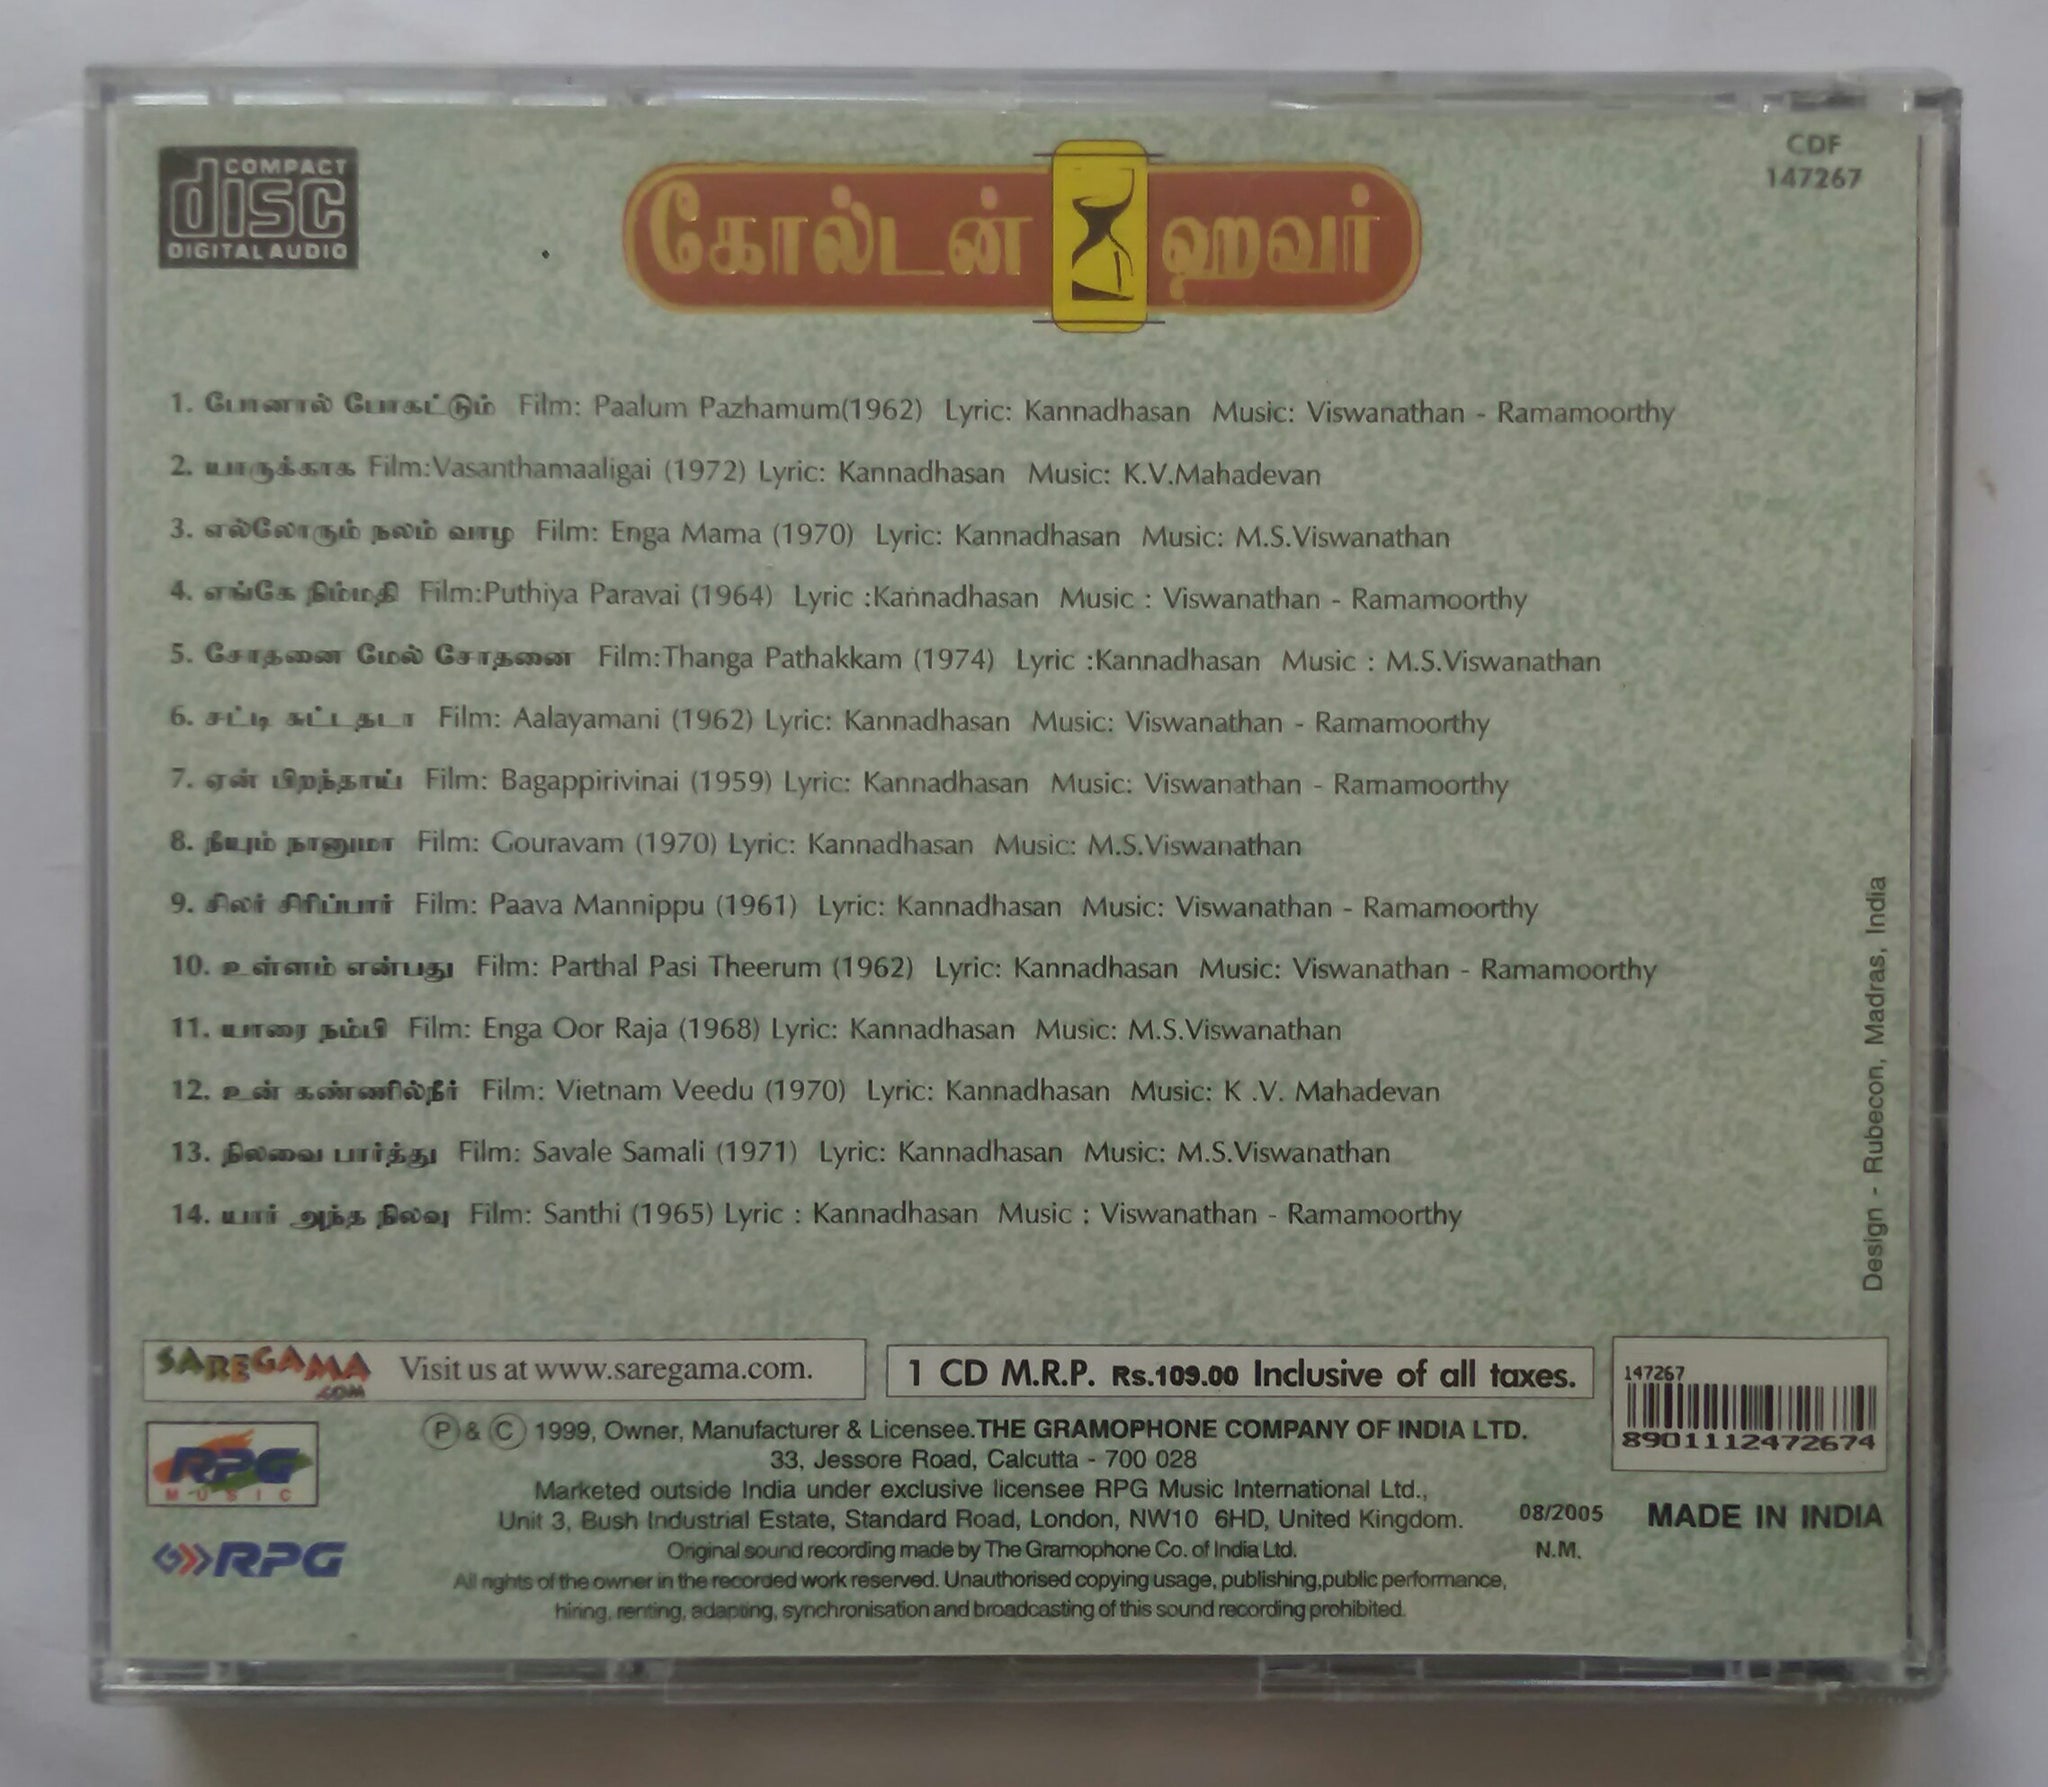 COMPACT
disc
DIGITAL AUDIO
கோல்டன் ஹவர்
CDF
147267
1. போனால் போகட்டும் Film: Paalum Pazhamum(1962) Lyric: Kannadhasan Music: Viswanathan - Ramamoorthy
2. யாருக்காக Film:Vasanthamaaligai (1972) Lyric: Kannadhasan Music: K.V.Mahadevan
3. எல்லோரும் நலம் வாழ Film: Enga Mama (1970) Lyric: Kannadhasan Music: M.S.Viswanathan
4. எங்கே நிம்மதி Film:Puthiya Paravai (1964) Lyric :Kannadhasan Music : Viswanathan - Ramamoorthy
5. சோதனை மேல் சோதனை Film:Thanga Pathakkam (1974) Lyric :Kannadhasan Music : M.S.Viswanathan
6. சட்டி சுட்டதடா Film: Aalayamani (1962) Lyric: Kannadhasan Music: Viswanathan - Ramamoorthy
7. ஏன் பிறந்தாய் Film: Bagappirivinai (1959) Lyric: Kannadhasan Music: Viswanathan - Ramamoorthy
8. நீயும் நானுமா Film: Gouravam (1970) Lyric: Kannadhasan Music: M.S.Viswanathan
9. சிலர் சிரிப்பார் Film: Paava Mannippu (1961) Lyric: Kannadhasan Music: Viswanathan - Ramamoorthy
10. உள்ளம் என்பது Film: Parthal Pasi Theerum (1962) Lyric: Kannadhasan Music: Viswanathan - Ramamoorthy
11. யாரை நம்பி Film: Enga Oor Raja (1968) Lyric: Kannadhasan Music: M.S.Viswanathan
12. உன் கண்ணில்நீர் Film: Vietnam Veedu (1970) Lyric: Kannadhasan Music: K .V. Mahadevan
13. நிலவை பார்த்து Film: Savale Samali (1971) Lyric: Kannadhasan Music: M.S.Viswanathan
14. யார் அந்த நிலவு Film: Santhi (1965) Lyric : Kannadhasan Music : Viswanathan - Ramamoorthy
Design - Rubecon, Madras, India
SAREGAMA.COM Visit us at www.saregama.com.
1 CD M.R.P. Rs.109.00 Inclusive of all taxes.
147267
8901112472674
RPG
MUSIC
RPG
Ⓟ & Ⓒ 1999, Owner, Manufacturer & Licensee.THE GRAMOPHONE COMPANY OF INDIA LTD.
33, Jessore Road, Calcutta - 700 028
Marketed outside India under exclusive licensee RPG Music International Ltd.,
Unit 3, Bush Industrial Estate, Standard Road, London, NW10 6HD, United Kingdom.
Original sound recording made by The Gramophone Co. of India Ltd.
All rights of the owner in the recorded work reserved. Unauthorised copying usage, publishing,public performance,
hiring, renting, adapting, synchronisation and broadcasting of this sound recording prohibited.
08/2005
N.M.
MADE IN INDIA